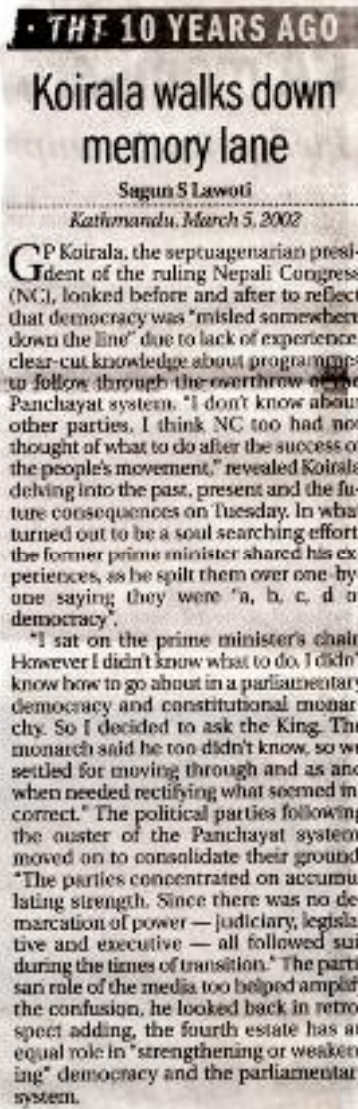 · THT 10 YEARS AGO
Koirala walks down
memory lane
Sagun S Lawoti
Kathmandu, March 5, 2002
GP Koirala, the septuagenarian presi-
dent of the ruling Nepali Congress
(NC), looked before and after to reflect
that democracy was "misled somewhere
down the line" due to lack of experience
clear-cut knowledge about programmes
to follow through the overthrow of the
Panchayat system. "I don't know about
other parties. I think NC too had not
thought of what to do after the success of
the people's movement," revealed Koirala
delving into the past, present and the fu-
ture consequences on Tuesday. In what
turned out to be a soul searching effort
the former prime minister shared his ex
periences, as he spilt them over one-by
one saying they were "a, b, c, d o
democracy".
"I sat on the prime minister's chair
However I didn't know what to do. I didn'
know how to go about in a parliamentary
democracy and constitutional monar
chy. So I decided to ask the King. The
monarch said he too didn't know, so we
settled for moving through and as and
when needed rectifying what seemed in
correct." The political parties following
the ouster of the Panchayat system
moved on to consolidate their ground
"The parties concentrated on accumu
lating strength. Since there was no de
marcation of power — judiciary, legisla
tive and executive — all followed sui
during the times of transition." The parti
san role of the media too helped amplif
the confusion, he looked back in retro
spect adding, the fourth estate has an
equal role in "strengthening or weaken
ing" democracy and the parliamentar
system.